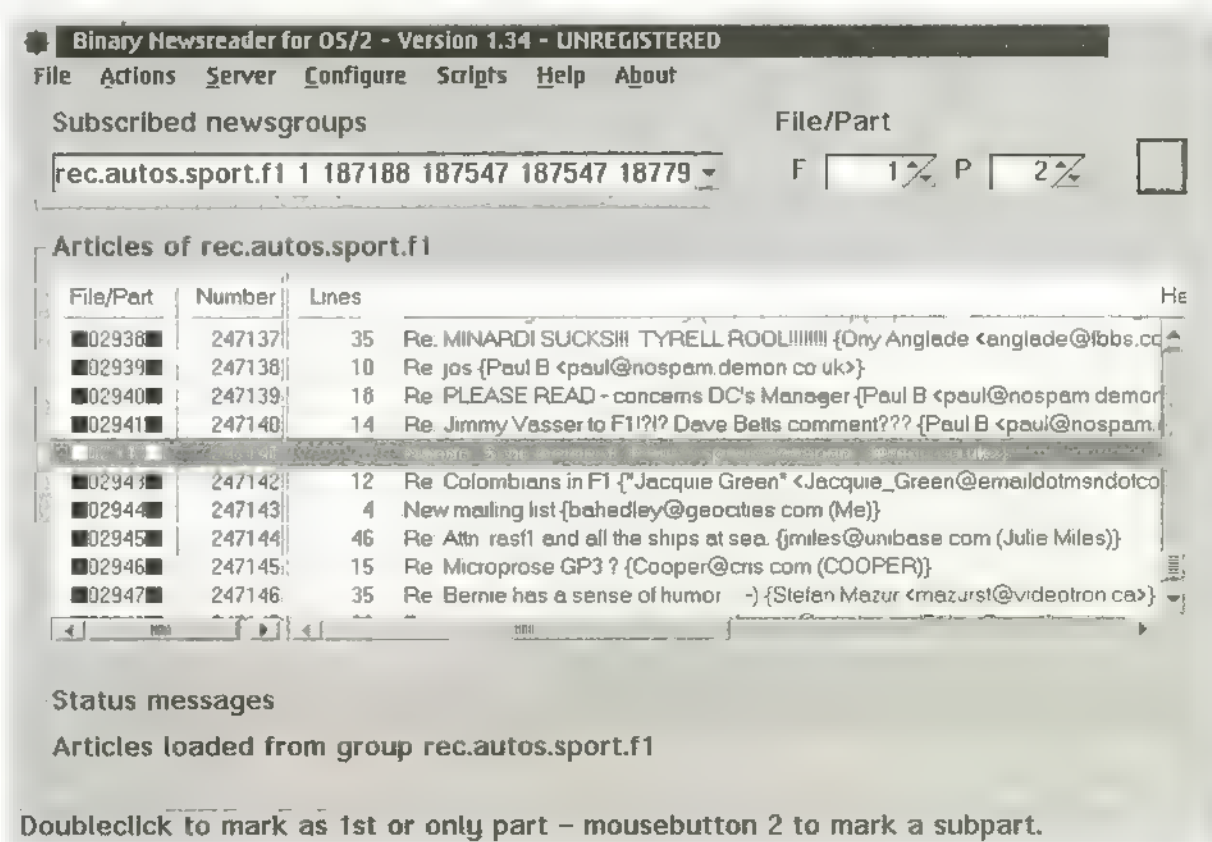 Binary Newsreader for OS/2 - Version 1.34 - UNREGISTERED
File Actions Server Configure Scripts Help About
Subscribed newsgroups File/Part
rec.autos.sport.f1 1 187188 187547 187547 18779 F 1 P 2
Articles of rec.autos.sport.f1
File/Part Number Lines He
02938 247137 35 Re: MINARDI SUCKS!!! TYRELL ROOL!!!!!!!! {Ony Anglade <anglade@fbbs.co
02939 247138 10 Re jos {Paul B <paul@nospam.demon co uk>}
02940 247139 18 Re PLEASE READ - concerns DC's Manager {Paul B <paul@nospam demor
02941 247140 14 Re. Jimmy Vasser to F1!?!? Dave Betts comment??? {Paul B <paul@nospam.
02943 247142 12 Re Colombians in F1 {"Jacquie Green" <Jacquie_Green@emaildotmsndotco
02944 247143 4 New mailing list {bahedley@geocities com (Me)}
02945 247144 46 Re Attn rasf1 and all the ships at sea. {jmiles@unibase com (Julie Miles)}
02946 247145 15 Re Microprose GP3 ? {Cooper@cris com (COOPER)}
02947 247146 35 Re Bernie has a sense of humor -) {Stefan Mazur <mazurst@videotron ca>}
Status messages
Articles loaded from group rec.autos.sport.f1
Doubleclick to mark as 1st or only part – mousebutton 2 to mark a subpart.